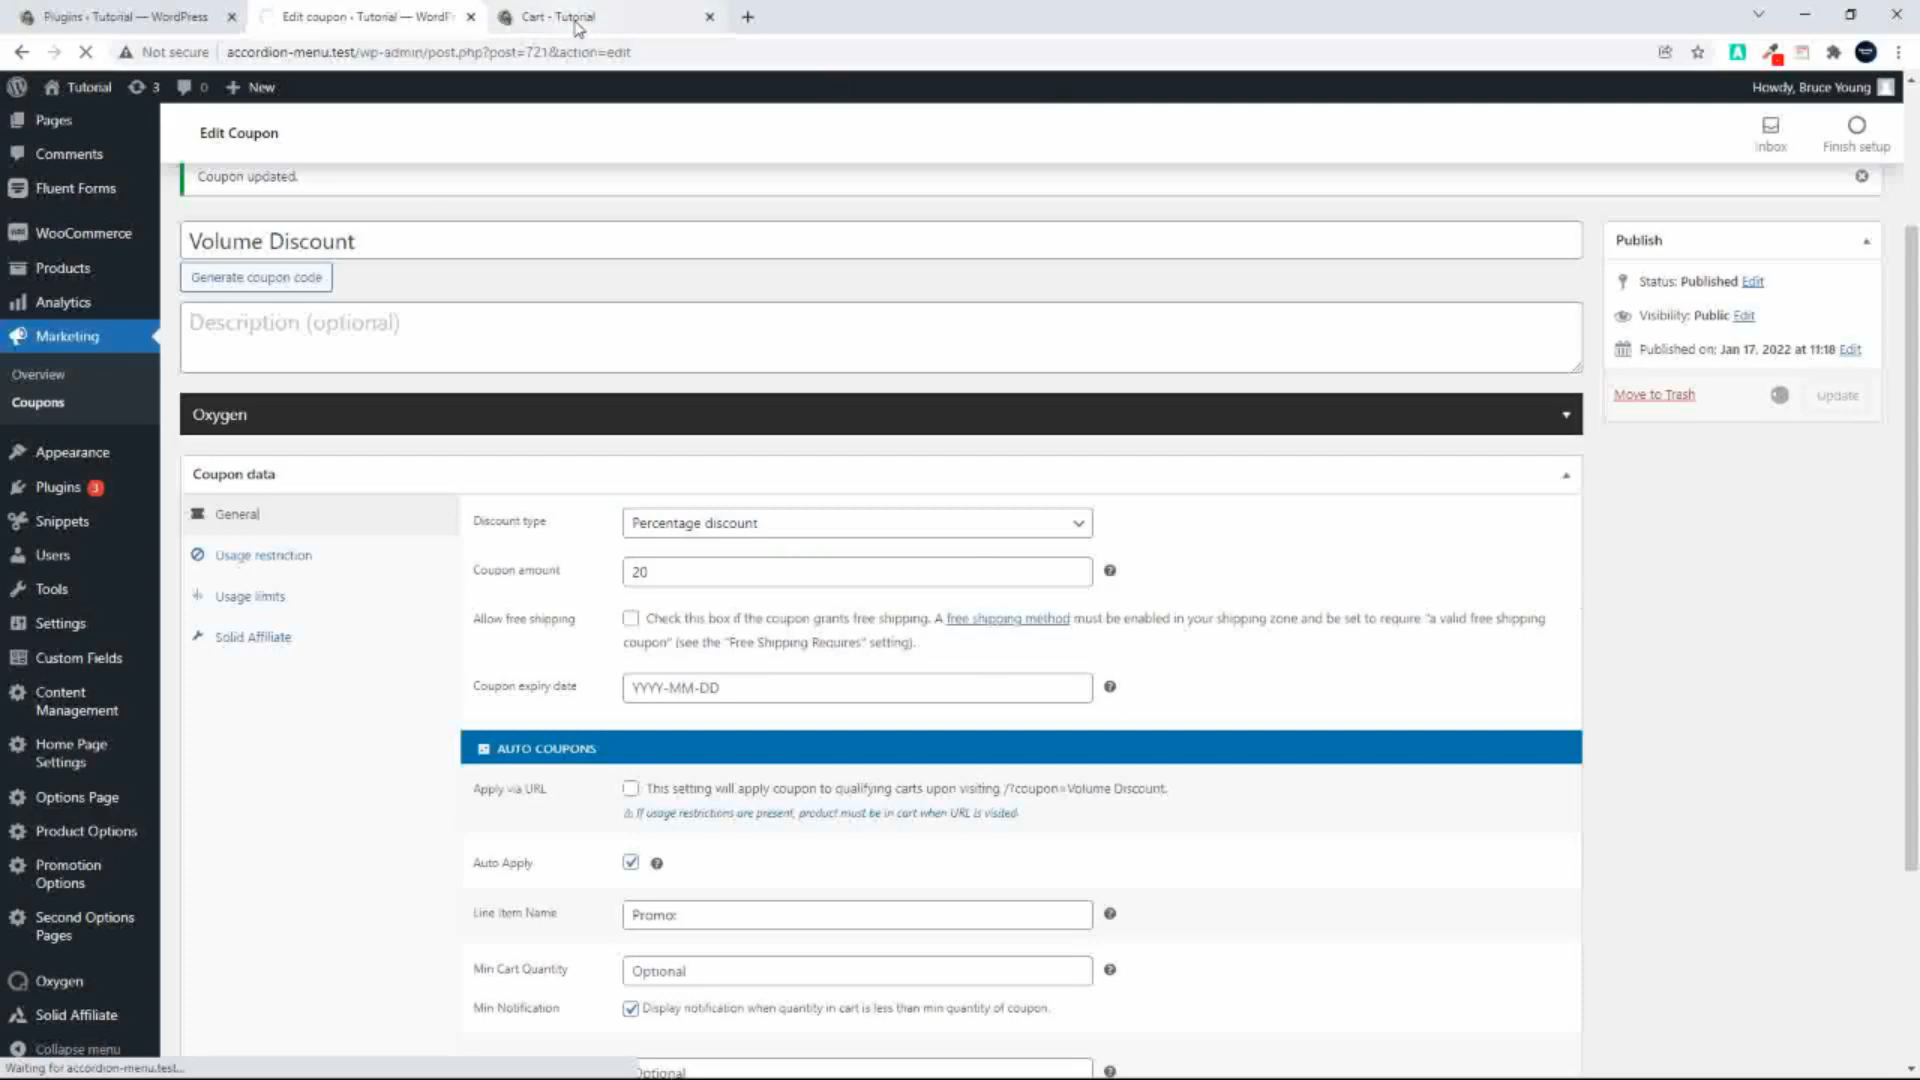 Plugins ‹ Tutorial — WordPress
Edit coupon ‹ Tutorial — WordPr
Cart - Tutorial
Not secure
accordion-menu.test/wp-admin/post.php?post=721&action=edit
Tutorial
3
0
New
Howdy, Bruce Young
Pages
Comments
Fluent Forms
WooCommerce
Products
Analytics
Marketing
Overview
Coupons
Appearance
Plugins 3
Snippets
Users
Tools
Settings
Custom Fields
Content
Management
Home Page
Settings
Options Page
Product Options
Promotion
Options
Second Options
Pages
Oxygen
Solid Affiliate
Collapse menu
Waiting for accordion-menu.test...
Edit Coupon
Inbox
Finish setup
Coupon updated.
Volume Discount
Generate coupon code
Description (optional)
Oxygen
Coupon data
General
Usage restriction
Usage limits
Solid Affiliate
Discount type
Percentage discount
Coupon amount
20
Allow free shipping
Check this box if the coupon grants free shipping. A free shipping method must be enabled in your shipping zone and be set to require "a valid free shipping
coupon" (see the "Free Shipping Requires" setting).
Coupon expiry date
YYYY-MM-DD
AUTO COUPONS
Apply via URL
This setting will apply coupon to qualifying carts upon visiting /?coupon=Volume Discount.
⚠ If usage restrictions are present, product must be in cart when URL is visited.
Auto Apply
Line Item Name
Promo:
Min Cart Quantity
Optional
Min Notification
Display notification when quantity in cart is less than min quantity of coupon.
Optional
Publish
Status: Published Edit
Visibility: Public Edit
Published on: Jan 17, 2022 at 11:18 Edit
Move to Trash
Update